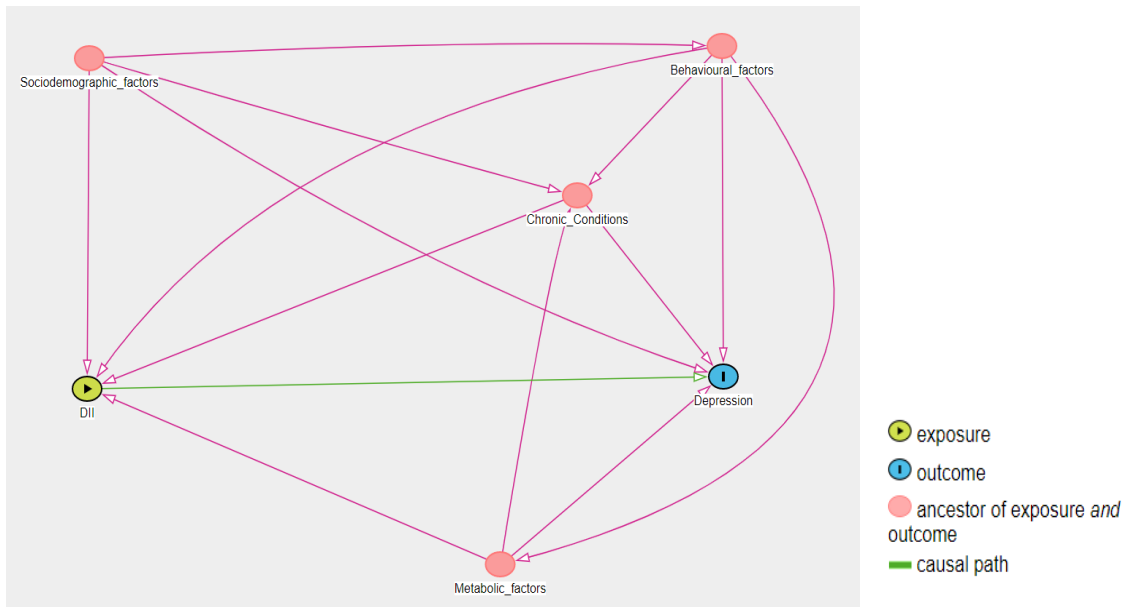 Sociodemographic_factors
Behavioural_factors
Chronic_Conditions
DII
Depression
Metabolic_factors
exposure
outcome
ancestor of exposure and
outcome
causal path